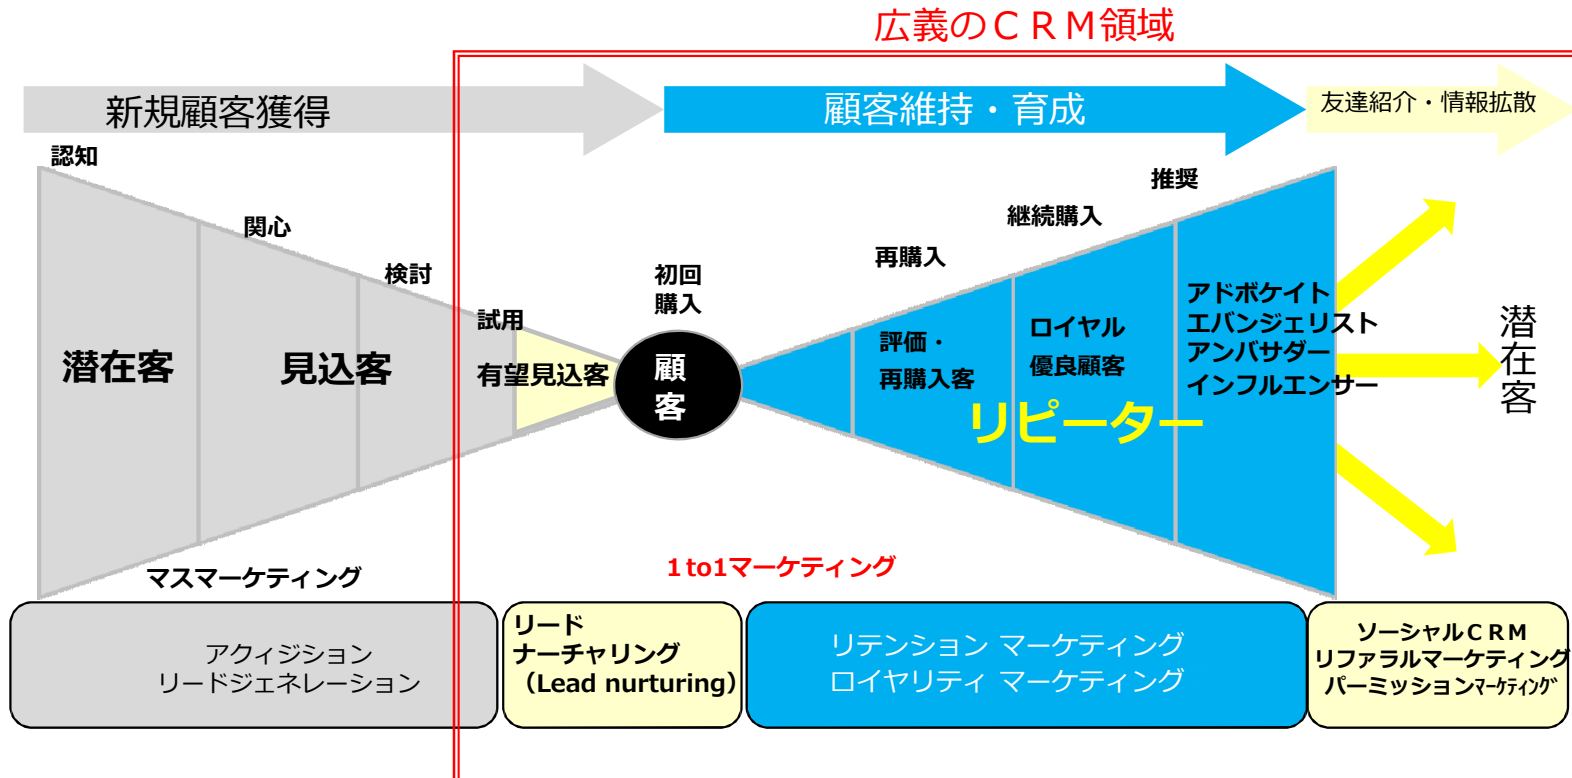 広義のＣＲＭ領域
新規顧客獲得
顧客維持・育成
友達紹介・情報拡散
認知
関心
検討
試用
初回
購入
再購入
継続購入
推奨
潜在客
見込客
有望見込客
顧
客
評価・
再購入客
ロイヤル
優良顧客
リピーター
アドボケイト
エバンジェリスト
アンバサダー
インフルエンサー
潜
在
客
マスマーケティング
1to1マーケティング
アクィジション
リードジェネレーション
リード
ナーチャリング
（Lead nurturing）
リテンション マーケティング
ロイヤリティ マーケティング
ソーシャルＣＲＭ
リファラルマーケティング
パーミッションﾏｰｹﾃｨﾝｸﾞ